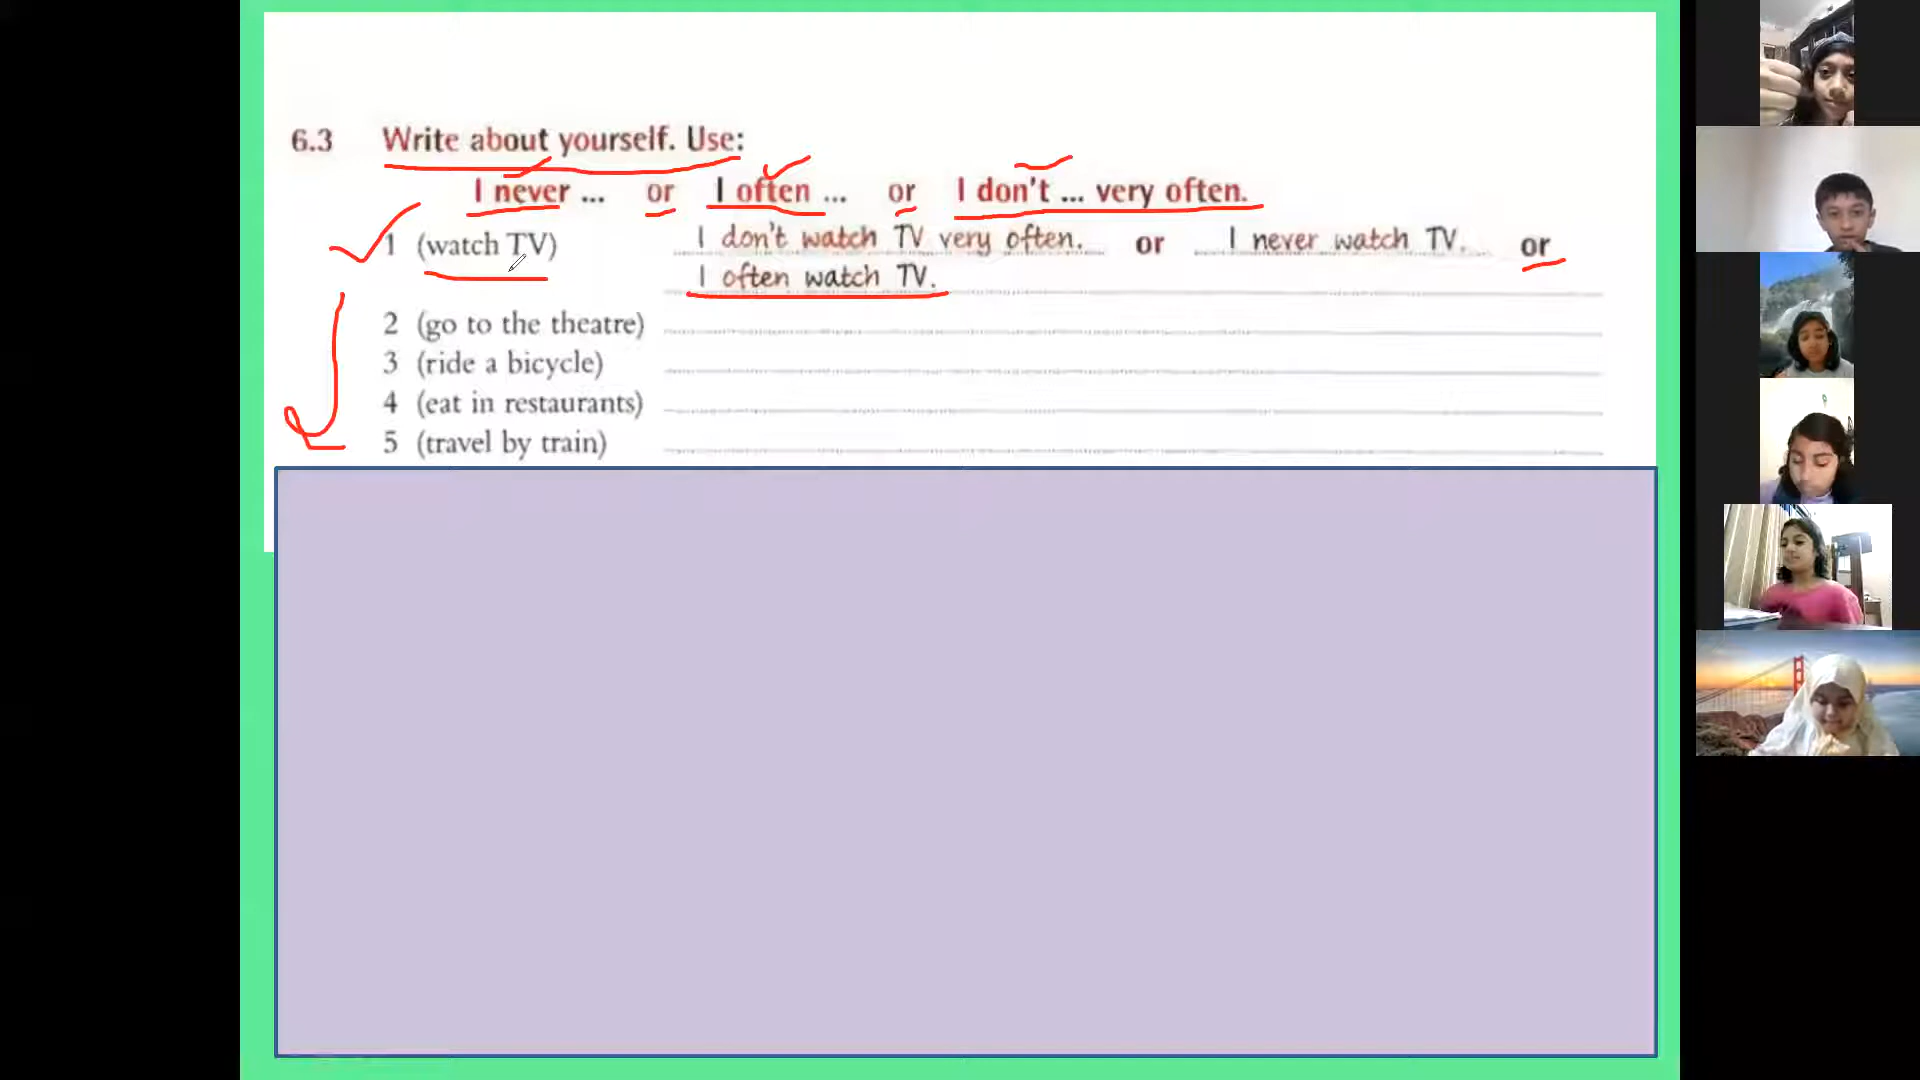 6.3 Write about yourself. Use:
I never ... or I often ... or I don't ... very often.
1 (watch TV) I don't watch TV very often. or I never watch TV. or
I often watch TV.
2 (go to the theatre)
3 (ride a bicycle)
4 (eat in restaurants)
5 (travel by train)